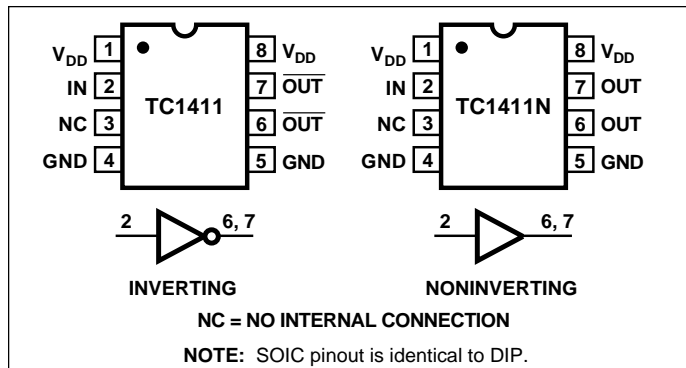 VDD 1 8 VDD VDD 1 8 VDD
IN 2 7 OUT IN 2 7 OUT
TC1411 TC1411N
NC 3 6 OUT NC 3 6 OUT
GND 4 5 GND GND 4 5 GND
2 6, 7 2 6, 7
INVERTING NONINVERTING
NC = NO INTERNAL CONNECTION
NOTE: SOIC pinout is identical to DIP.